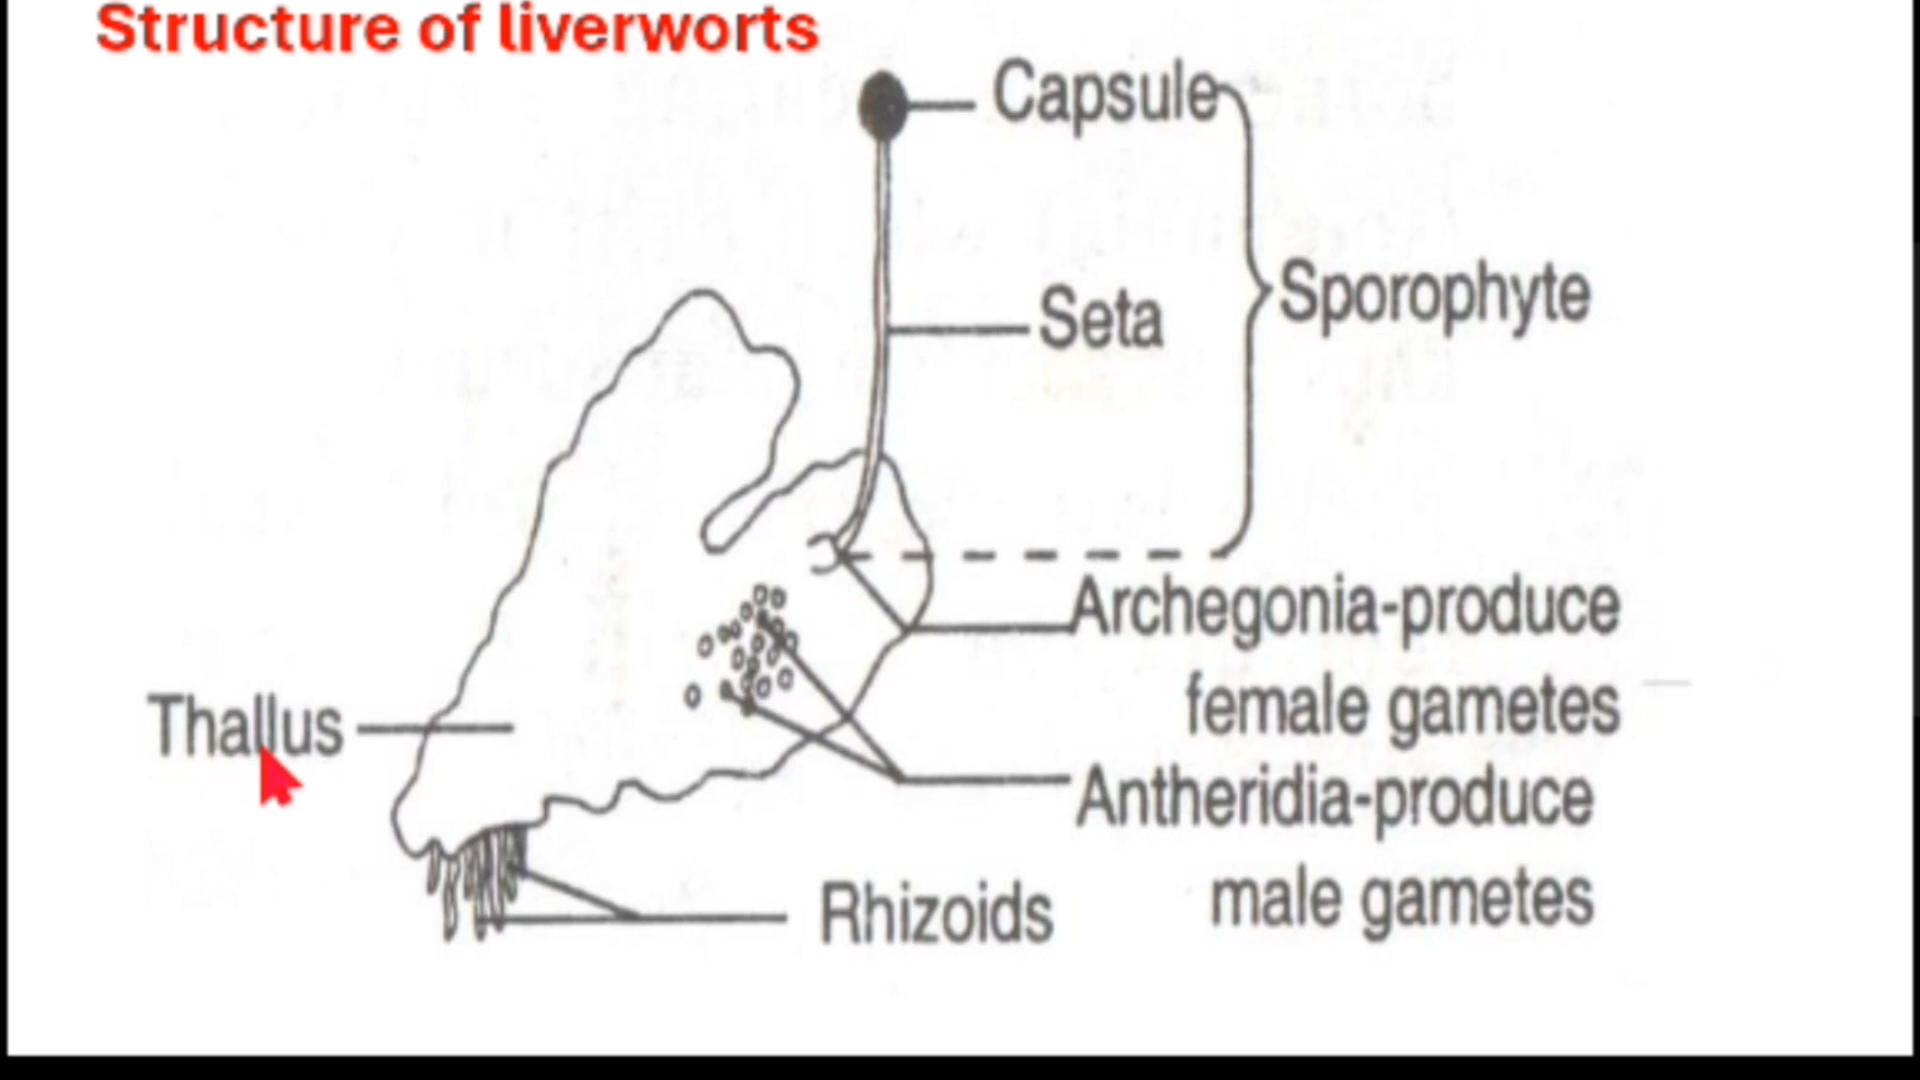 Structure of liverworts
Capsule
Seta
Sporophyte
Archegonia-produce
female gametes
Thallus
Antheridia-produce
male gametes
Rhizoids